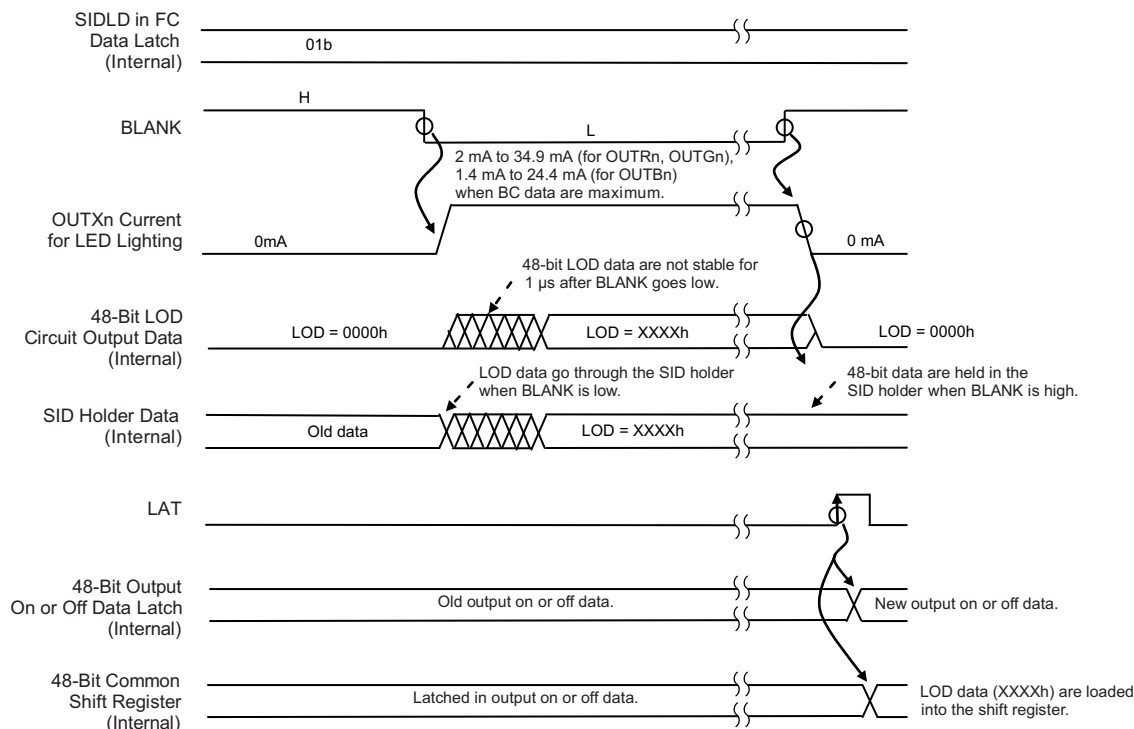 SIDLD in FC
Data Latch
(Internal)
01b
H
BLANK
L
2 mA to 34.9 mA (for OUTRn, OUTGn),
1.4 mA to 24.4 mA (for OUTBn)
when BC data are maximum.
OUTXn Current
for LED Lighting
0mA
0 mA
48-bit LOD data are not stable for
1 µs after BLANK goes low.
48-Bit LOD
Circuit Output Data
(Internal)
LOD = 0000h
LOD = XXXXh
LOD = 0000h
LOD data go through the SID holder
when BLANK is low.
48-bit data are held in the
SID holder when BLANK is high.
SID Holder Data
(Internal)
Old data
LOD = XXXXh
LAT
48-Bit Output
On or Off Data Latch
(Internal)
Old output on or off data.
New output on or off data.
48-Bit Common
Shift Register
(Internal)
Latched in output on or off data.
LOD data (XXXXh) are loaded
into the shift register.